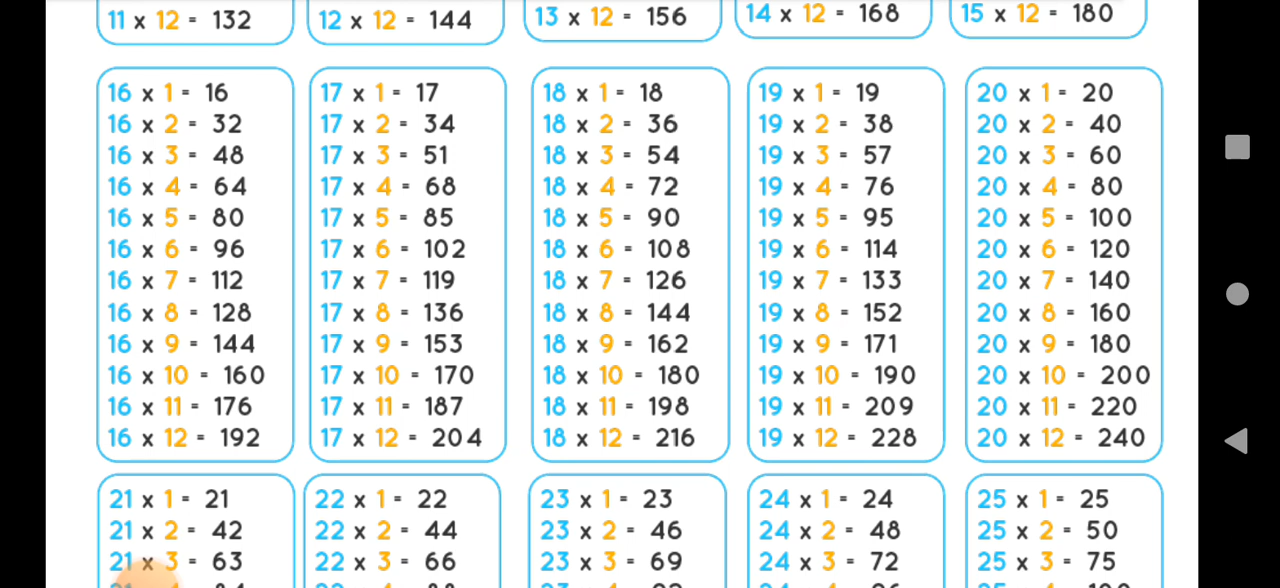 11 x 12 = 132
12 x 12 = 144
13 x 12 = 156
14 x 12 = 168
15 x 12 = 180
16 x 1 = 16
16 x 2 = 32
16 x 3 = 48
16 x 4 = 64
16 x 5 = 80
16 x 6 = 96
16 x 7 = 112
16 x 8 = 128
16 x 9 = 144
16 x 10 = 160
16 x 11 = 176
16 x 12 = 192
17 x 1 = 17
17 x 2 = 34
17 x 3 = 51
17 x 4 = 68
17 x 5 = 85
17 x 6 = 102
17 x 7 = 119
17 x 8 = 136
17 x 9 = 153
17 x 10 = 170
17 x 11 = 187
17 x 12 = 204
18 x 1 = 18
18 x 2 = 36
18 x 3 = 54
18 x 4 = 72
18 x 5 = 90
18 x 6 = 108
18 x 7 = 126
18 x 8 = 144
18 x 9 = 162
18 x 10 = 180
18 x 11 = 198
18 x 12 = 216
19 x 1 = 19
19 x 2 = 38
19 x 3 = 57
19 x 4 = 76
19 x 5 = 95
19 x 6 = 114
19 x 7 = 133
19 x 8 = 152
19 x 9 = 171
19 x 10 = 190
19 x 11 = 209
19 x 12 = 228
20 x 1 = 20
20 x 2 = 40
20 x 3 = 60
20 x 4 = 80
20 x 5 = 100
20 x 6 = 120
20 x 7 = 140
20 x 8 = 160
20 x 9 = 180
20 x 10 = 200
20 x 11 = 220
20 x 12 = 240
21 x 1 = 21
21 x 2 = 42
21 x 3 = 63
22 x 1 = 22
22 x 2 = 44
22 x 3 = 66
23 x 1 = 23
23 x 2 = 46
23 x 3 = 69
24 x 1 = 24
24 x 2 = 48
24 x 3 = 72
25 x 1 = 25
25 x 2 = 50
25 x 3 = 75